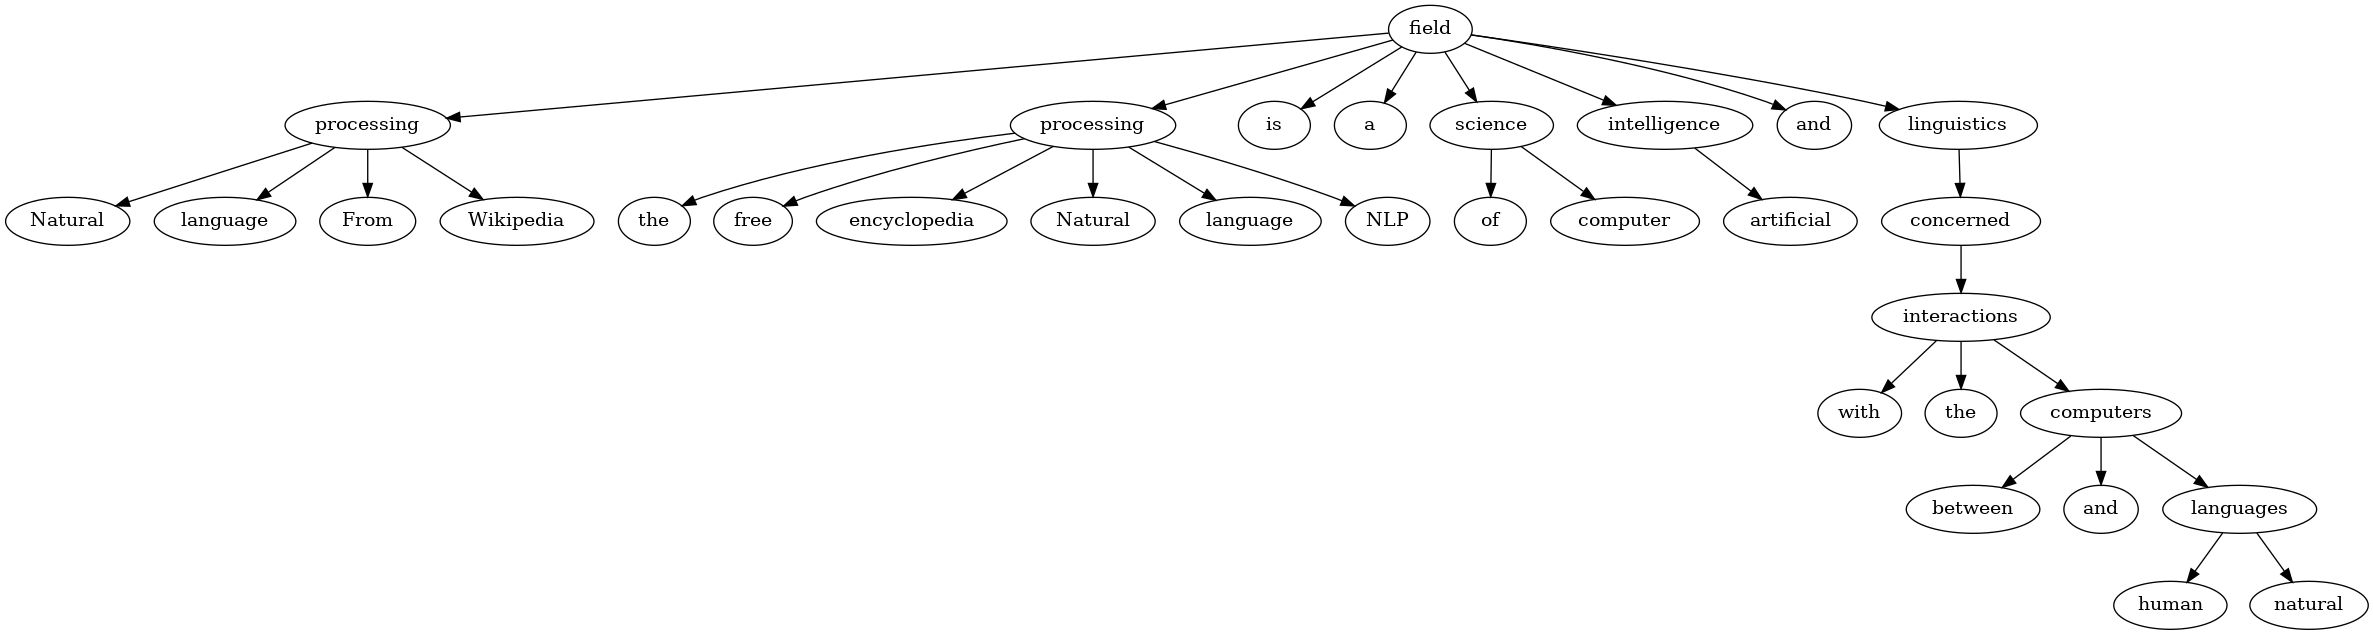 field
processing processing is a science intelligence and linguistics
Natural language From Wikipedia the free encyclopedia Natural language NLP of computer artificial concerned
interactions
with the computers
between and languages
human natural